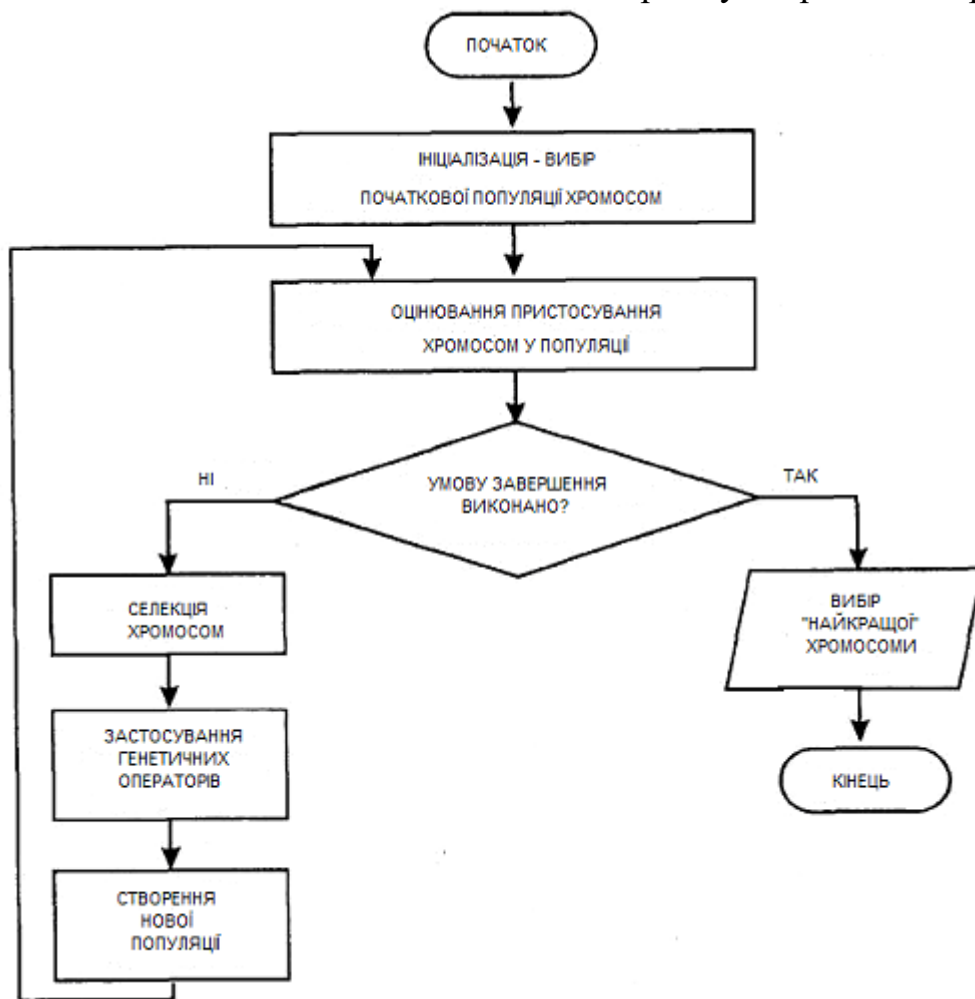 ПОЧАТОК
ІНІЦІАЛІЗАЦІЯ - ВИБІР
ПОЧАТКОВОЇ ПОПУЛЯЦІЇ ХРОМОСОМ
ОЦІНЮВАННЯ ПРИСТОСУВАННЯ
ХРОМОСОМ У ПОПУЛЯЦІЇ
НІ
УМОВУ ЗАВЕРШЕННЯ
ВИКОНАНО?
ТАК
СЕЛЕКЦІЯ
ХРОМОСОМ
ВИБІР
"НАЙКРАЩОЇ"
ХРОМОСОМИ
ЗАСТОСУВАННЯ
ГЕНЕТИЧНИХ
ОПЕРАТОРІВ
КІНЕЦЬ
СТВОРЕННЯ
НОВОЇ
ПОПУЛЯЦІЇ